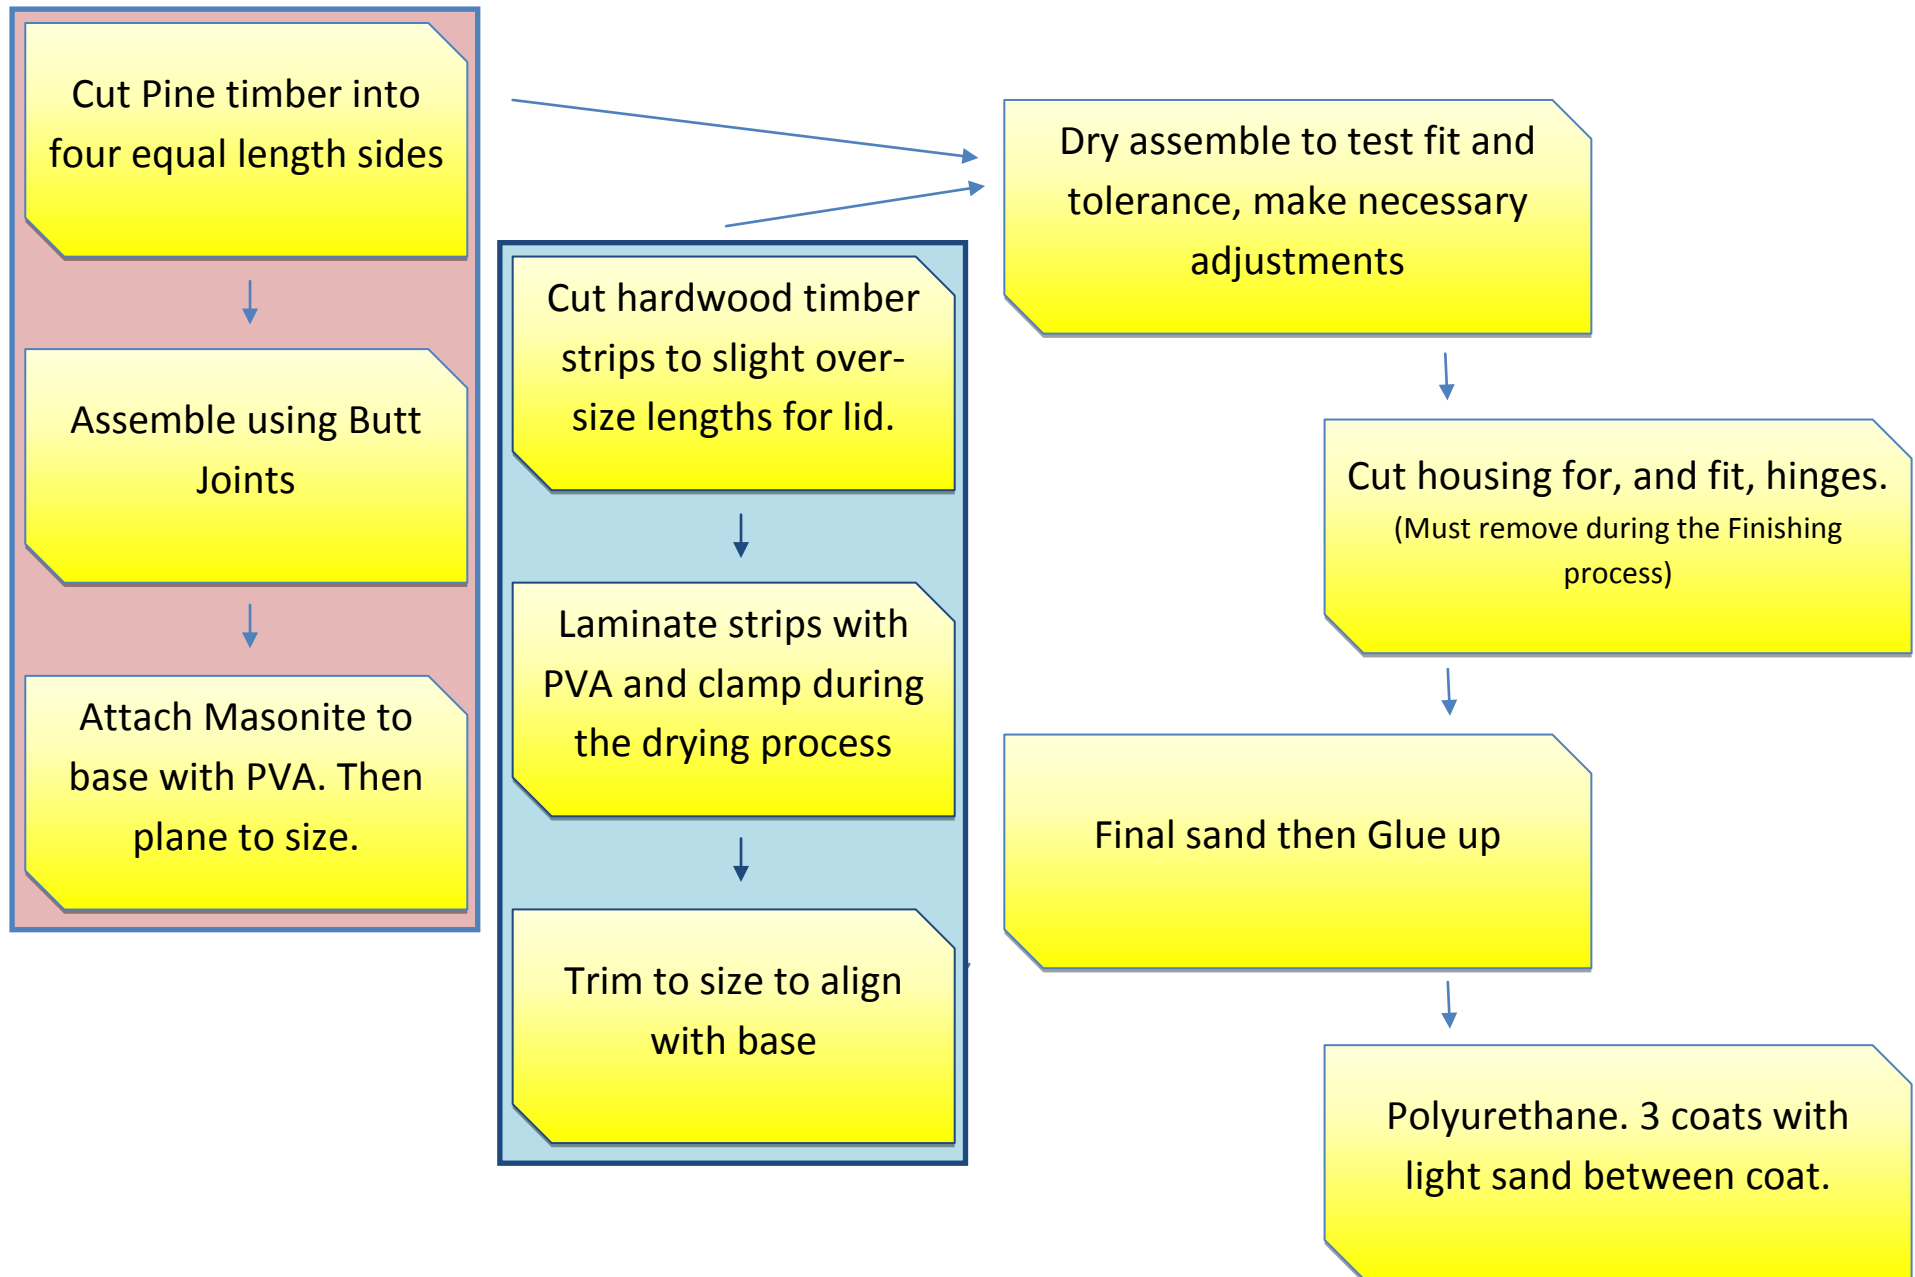 Cut Pine timber into
four equal length sides
Assemble using Butt
Joints
Attach Masonite to
base with PVA. Then
plane to size.
Cut hardwood timber
strips to slight over-
size lengths for lid.
Laminate strips with
PVA and clamp during
the drying process
Trim to size to align
with base
Dry assemble to test fit and
tolerance, make necessary
adjustments
Cut housing for, and fit, hinges.
(Must remove during the Finishing
process)
Final sand then Glue up
Polyurethane. 3 coats with
light sand between coat.